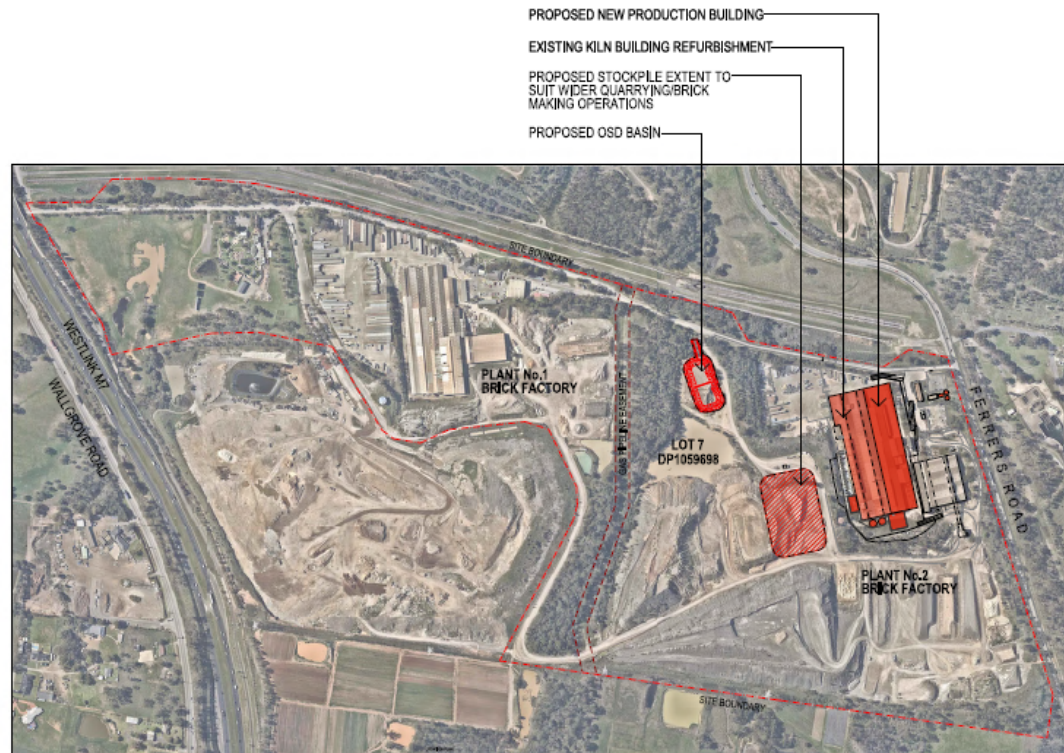 PROPOSED NEW PRODUCTION BUILDING
EXISTING KILN BUILDING REFURBISHMENT
PROPOSED STOCKPILE EXTENT TO
SUIT WIDER QUARRYING/BRICK
MAKING OPERATIONS
PROPOSED OSD BASIN
SITE BOUNDARY
WESTLINK M7
WALLGROVE ROAD
PLANT No.1
BRICK FACTORY
GAS PIPELINE EASEMENT
LOT 7
DP1059698
FERRERS ROAD
PLANT No.2
BRICK FACTORY
SITE BOUNDARY